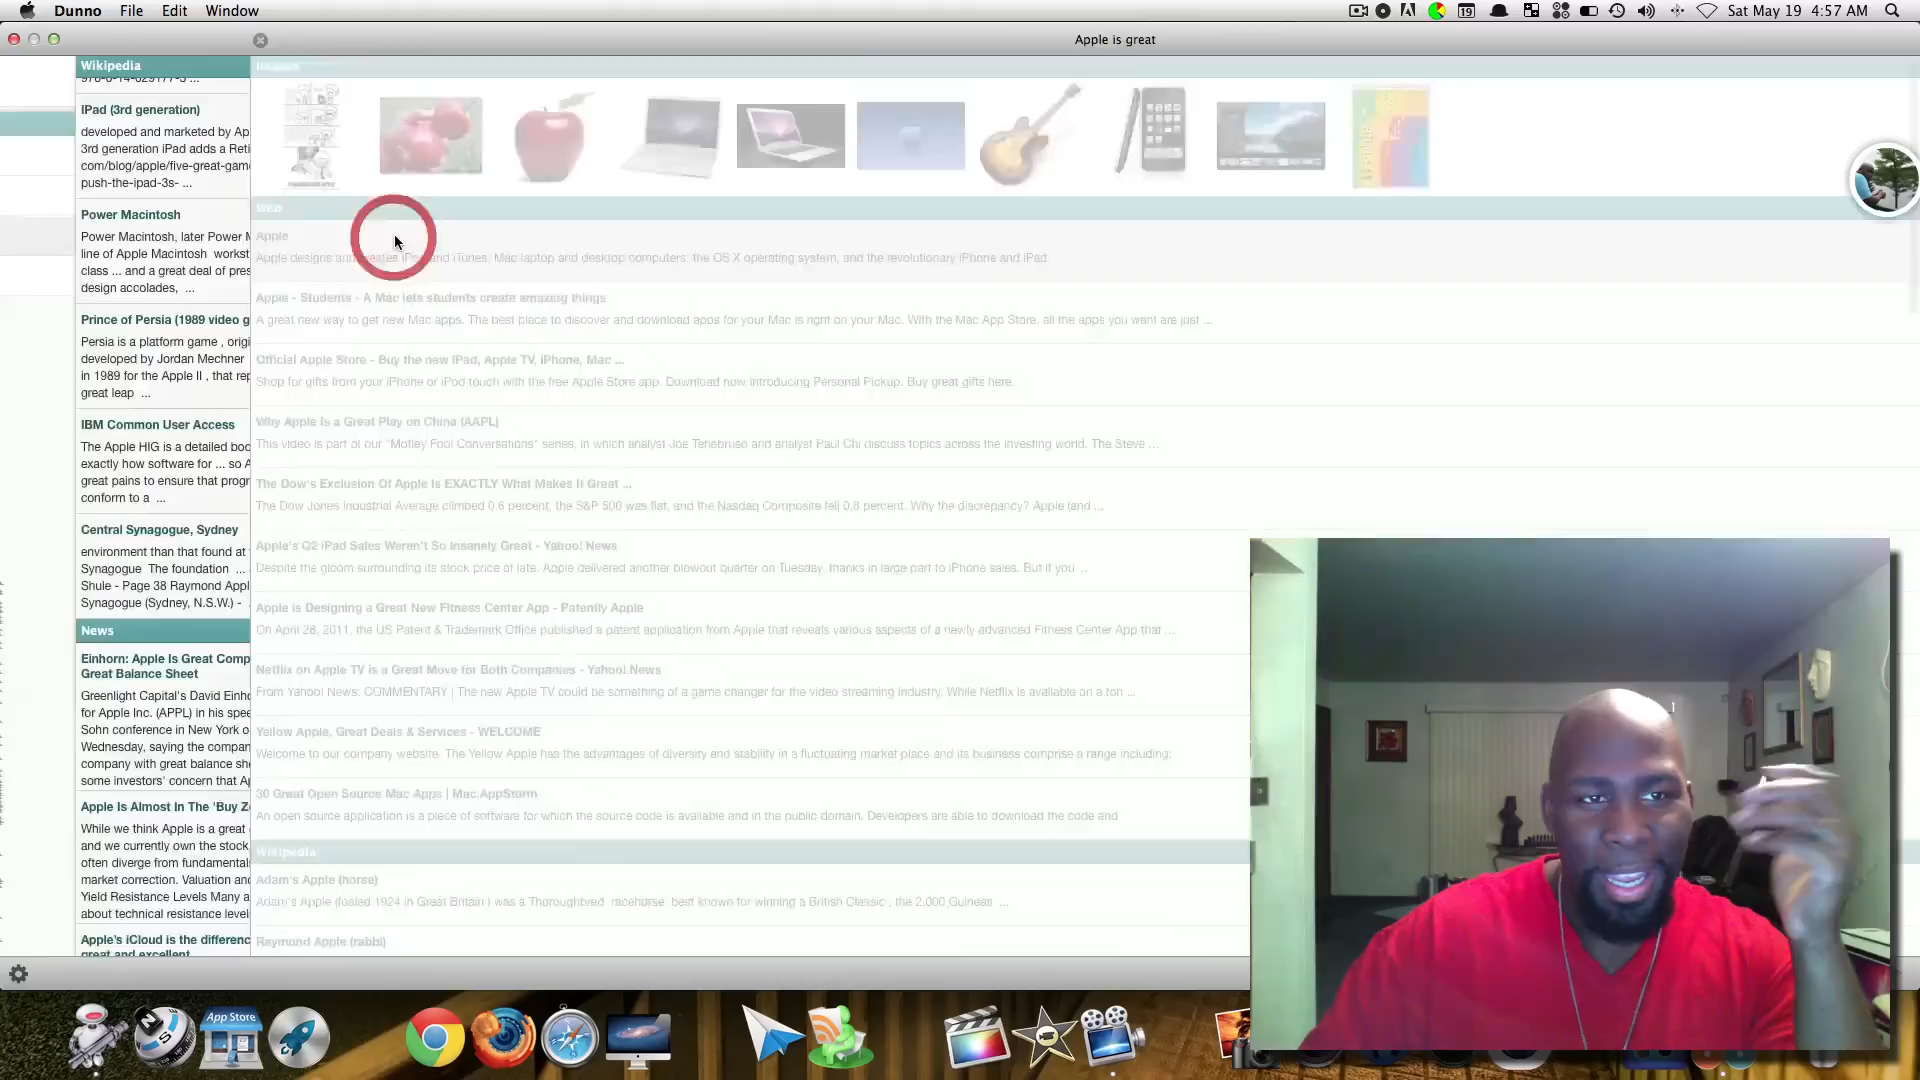 Dunno File Edit Window
19 Sat May 19 4:57 AM
Apple is great
Wikipedia
IPad (3rd generation)
developed and marketed by Ap
3rd generation iPad adds a Reti
com/blog/apple/five-great-gam
push-the-ipad-3s- ...
Power Macintosh
Power Macintosh, later Power M
line of Apple Macintosh workst
class ... and a great deal of pres
design accolades, ...
Prince of Persia (1989 video g
Persia is a platform game , origi
developed by Jordan Mechner
in 1989 for the Apple II , that rep
great leap ...
IBM Common User Access
The Apple HIG is a detailed boo
exactly how software for ... so A
great pains to ensure that progr
conform to a ...
Central Synagogue, Sydney
environment than that found at
Synagogue The foundation ...
Shule - Page 38 Raymond Appl
Synagogue (Sydney, N.S.W.) -
News
Einhorn: Apple Is Great Comp
Great Balance Sheet
Greenlight Capital's David Einho
for Apple Inc. (APPL) in his spee
Sohn conference in New York o
Wednesday, saying the compan
company with great balance she
some investors' concern that A
Apple Is Almost In The 'Buy Z
While we think Apple is a great
and we currently own the stock
often diverge from fundamentals
market correction. Valuation and
Yield Resistance Levels Many a
about technical resistance level
Apple's iCloud is the differenc
great and excellent
Images
Web
Apple
Apple designs and creates iPod and iTunes, Mac laptop and desktop computers, the OS X operating system, and the revolutionary iPhone and iPad.
Apple - Students - A Mac lets students create amazing things
A great new way to get new Mac apps. The best place to discover and download apps for your Mac is right on your Mac. With the Mac App Store, all the apps you want are just ...
Official Apple Store - Buy the new iPad, Apple TV, iPhone, Mac ...
Shop for gifts from your iPhone or iPod touch with the free Apple Store app. Download now introducing Personal Pickup. Buy great gifts here.
Why Apple Is a Great Play on China (AAPL)
This video is part of our "Motley Fool Conversations" series, in which analyst Joe Tenebruso and analyst Paul Chi discuss topics across the investing world. The Steve ...
The Dow's Exclusion Of Apple Is EXACTLY What Makes It Great ...
The Dow Jones Industrial Average climbed 0.6 percent, the S&P 500 was flat, and the Nasdaq Composite fell 0.8 percent. Why the discrepancy? Apple (and ...
Apple's Q2 iPad Sales Weren't So Insanely Great - Yahoo! News
Despite the gloom surrounding its stock price of late, Apple delivered another blowout quarter on Tuesday, thanks in large part to iPhone sales. But if you ...
Apple is Designing a Great New Fitness Center App - Patently Apple
On April 28, 2011, the US Patent & Trademark Office published a patent application from Apple that reveals various aspects of a newly advanced Fitness Center App that ...
Netflix on Apple TV is a Great Move for Both Companies - Yahoo! News
From Yahoo! News: COMMENTARY | The new Apple TV could be something of a game changer for the video streaming industry. While Netflix is available on a ton ...
Yellow Apple, Great Deals & Services - WELCOME
Welcome to our company website. The Yellow Apple has the advantages of diversity and stability in a fluctuating market place and its business comprise a range including:
30 Great Open Source Mac Apps | Mac.AppStorm
An open source application is a piece of software for which the source code is available and in the public domain. Developers are able to download the code and
Wikipedia
Adam's Apple (horse)
Adam's Apple (foaled 1924 in Great Britain ) was a Thoroughbred racehorse best known for winning a British Classic , the 2,000 Guineas ...
Raymond Apple (rabbi)
App Store